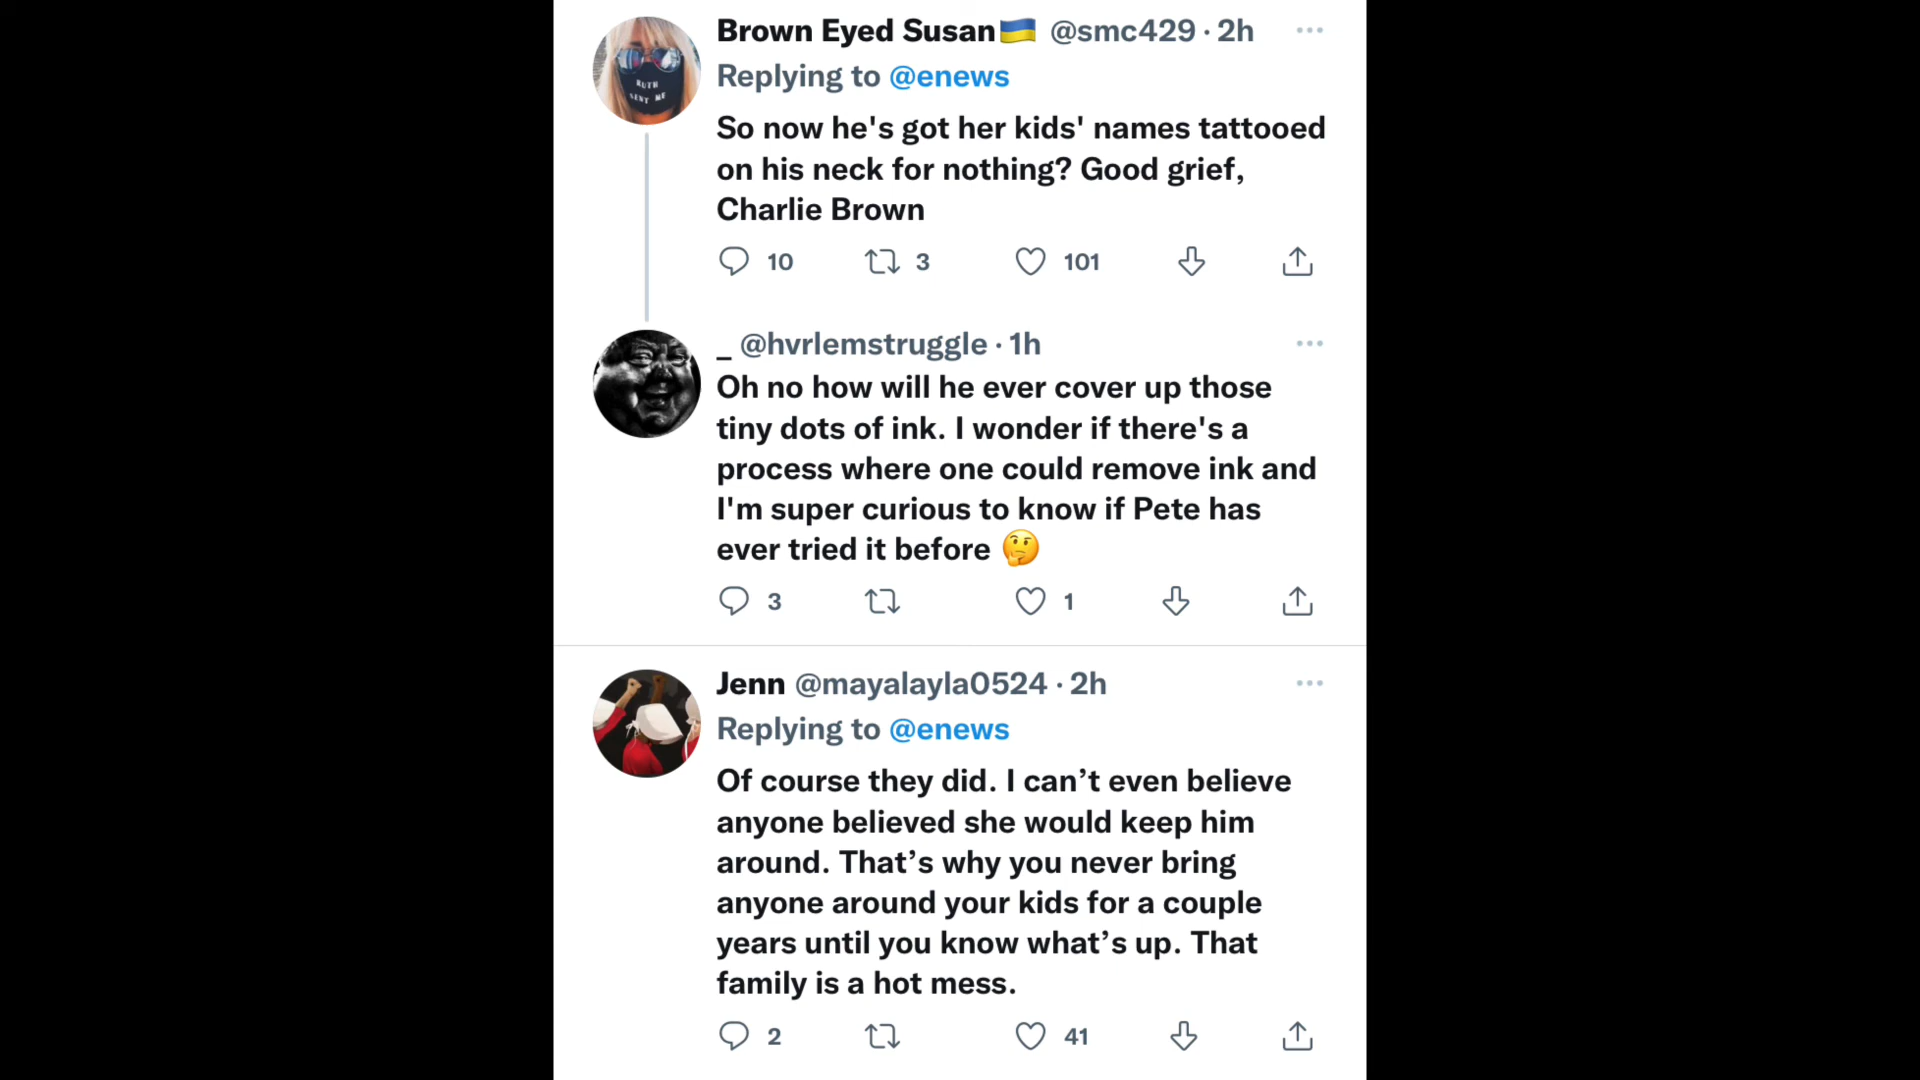 Brown Eyed Susan🇺🇦 @smc429 · 2h
Replying to @enews
So now he's got her kids' names tattooed
on his neck for nothing? Good grief,
Charlie Brown
10 3 101
_ @hvrlemstruggle · 1h
Oh no how will he ever cover up those
tiny dots of ink. I wonder if there's a
process where one could remove ink and
I'm super curious to know if Pete has
ever tried it before 🤔
3 1
Jenn @mayalayla0524 · 2h
Replying to @enews
Of course they did. I can’t even believe
anyone believed she would keep him
around. That’s why you never bring
anyone around your kids for a couple
years until you know what’s up. That
family is a hot mess.
2 41
RUTH
SENT ME